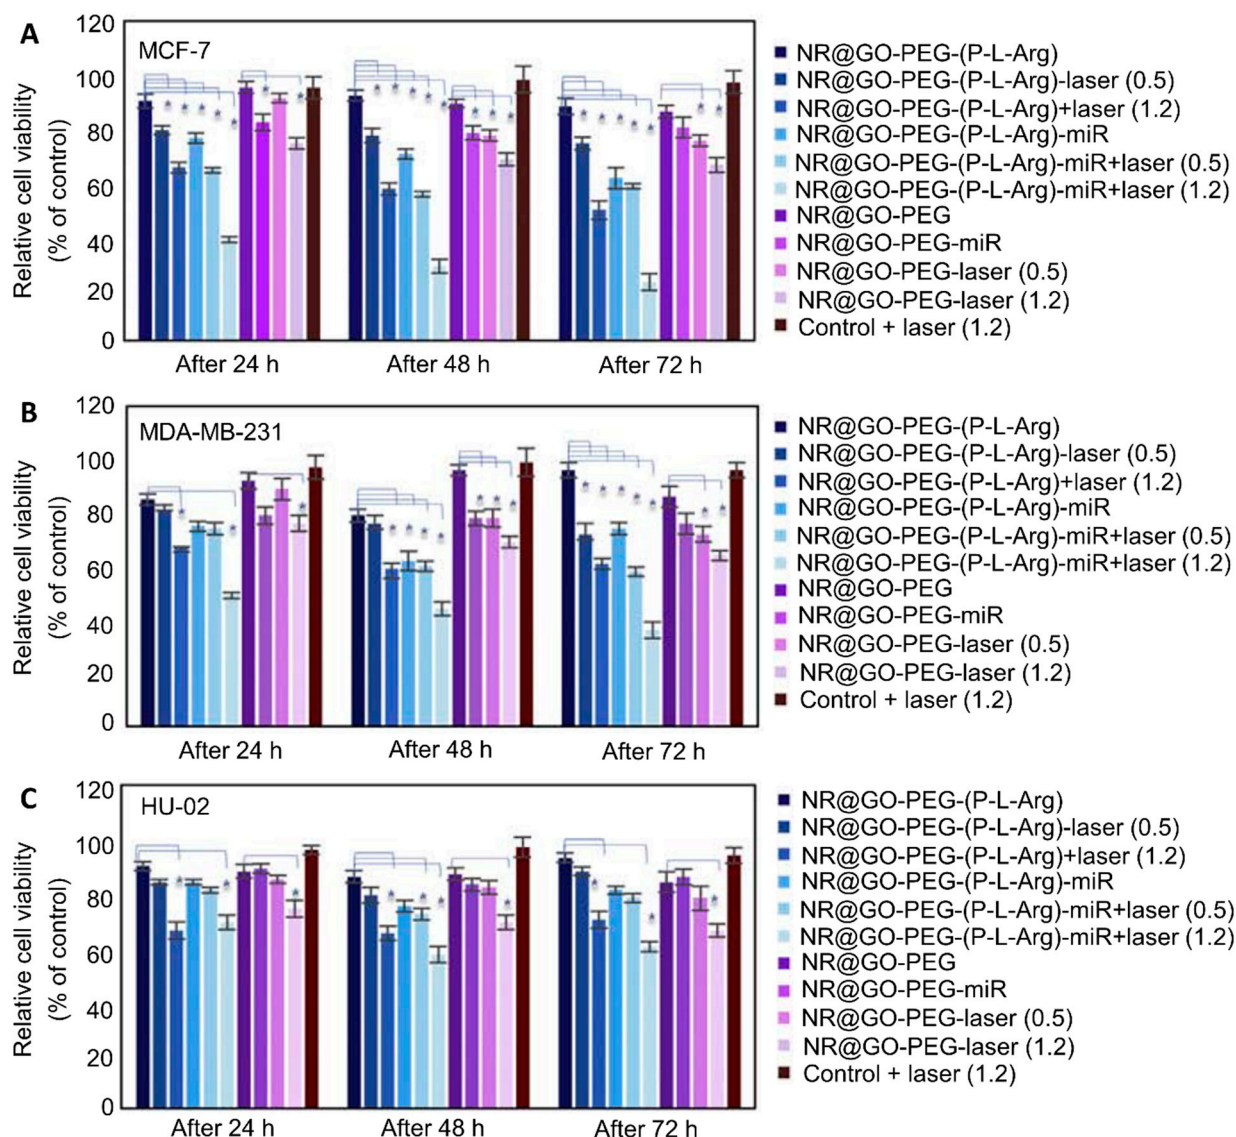 A
Relative cell viability
(% of control)
120
100
80
60
40
20
0
MCF-7
After 24 h
After 48 h
After 72 h
NR@GO-PEG-(P-L-Arg)
NR@GO-PEG-(P-L-Arg)-laser (0.5)
NR@GO-PEG-(P-L-Arg)+laser (1.2)
NR@GO-PEG-(P-L-Arg)-miR
NR@GO-PEG-(P-L-Arg)-miR+laser (0.5)
NR@GO-PEG-(P-L-Arg)-miR+laser (1.2)
NR@GO-PEG
NR@GO-PEG-miR
NR@GO-PEG-laser (0.5)
NR@GO-PEG-laser (1.2)
Control + laser (1.2)
B
Relative cell viability
(% of control)
120
100
80
60
40
20
0
MDA-MB-231
After 24 h
After 48 h
After 72 h
NR@GO-PEG-(P-L-Arg)
NR@GO-PEG-(P-L-Arg)-laser (0.5)
NR@GO-PEG-(P-L-Arg)+laser (1.2)
NR@GO-PEG-(P-L-Arg)-miR
NR@GO-PEG-(P-L-Arg)-miR+laser (0.5)
NR@GO-PEG-(P-L-Arg)-miR+laser (1.2)
NR@GO-PEG
NR@GO-PEG-miR
NR@GO-PEG-laser (0.5)
NR@GO-PEG-laser (1.2)
Control + laser (1.2)
C
Relative cell viability
(% of control)
120
100
80
60
40
20
0
HU-02
After 24 h
After 48 h
After 72 h
NR@GO-PEG-(P-L-Arg)
NR@GO-PEG-(P-L-Arg)-laser (0.5)
NR@GO-PEG-(P-L-Arg)+laser (1.2)
NR@GO-PEG-(P-L-Arg)-miR
NR@GO-PEG-(P-L-Arg)-miR+laser (0.5)
NR@GO-PEG-(P-L-Arg)-miR+laser (1.2)
NR@GO-PEG
NR@GO-PEG-miR
NR@GO-PEG-laser (0.5)
NR@GO-PEG-laser (1.2)
Control + laser (1.2)